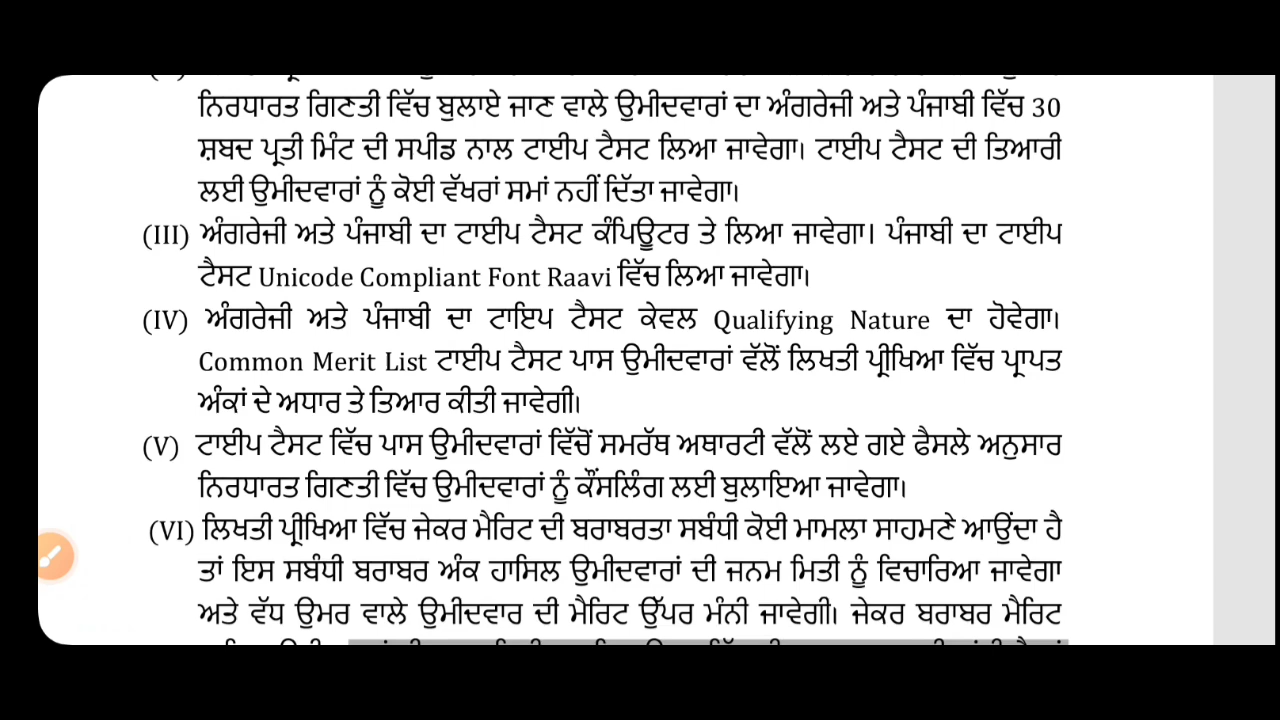 ਨਿਰਧਾਰਤ ਗਿਣਤੀ ਵਿੱਚ ਬੁਲਾਏ ਜਾਣ ਵਾਲੇ ਉਮੀਦਵਾਰਾਂ ਦਾ ਅੰਗਰੇਜੀ ਅਤੇ ਪੰਜਾਬੀ ਵਿੱਚ 30
ਸ਼ਬਦ ਪ੍ਰਤੀ ਮਿੰਟ ਦੀ ਸਪੀਡ ਨਾਲ ਟਾਈਪ ਟੈਸਟ ਲਿਆ ਜਾਵੇਗਾ। ਟਾਈਪ ਟੈਸਟ ਦੀ ਤਿਆਰੀ
ਲਈ ਉਮੀਦਵਾਰਾਂ ਨੂੰ ਕੋਈ ਵੱਖਰਾਂ ਸਮਾਂ ਨਹੀਂ ਦਿੱਤਾ ਜਾਵੇਗਾ।
(III) ਅੰਗਰੇਜੀ ਅਤੇ ਪੰਜਾਬੀ ਦਾ ਟਾਈਪ ਟੈਸਟ ਕੰਪਿਊਟਰ ਤੇ ਲਿਆ ਜਾਵੇਗਾ। ਪੰਜਾਬੀ ਦਾ ਟਾਈਪ
ਟੈਸਟ Unicode Compliant Font Raavi ਵਿੱਚ ਲਿਆ ਜਾਵੇਗਾ।
(IV) ਅੰਗਰੇਜੀ ਅਤੇ ਪੰਜਾਬੀ ਦਾ ਟਾਇਪ ਟੈਸਟ ਕੇਵਲ Qualifying Nature ਦਾ ਹੋਵੇਗਾ।
Common Merit List ਟਾਈਪ ਟੈਸਟ ਪਾਸ ਉਮੀਦਵਾਰਾਂ ਵੱਲੋਂ ਲਿਖਤੀ ਪ੍ਰੀਖਿਆ ਵਿੱਚ ਪ੍ਰਾਪਤ
ਅੰਕਾਂ ਦੇ ਅਧਾਰ ਤੇ ਤਿਆਰ ਕੀਤੀ ਜਾਵੇਗੀ।
(V) ਟਾਈਪ ਟੈਸਟ ਵਿੱਚ ਪਾਸ ਉਮੀਦਵਾਰਾਂ ਵਿੱਚੋਂ ਸਮਰੱਥ ਅਥਾਰਟੀ ਵੱਲੋਂ ਲਏ ਗਏ ਫੈਸਲੇ ਅਨੁਸਾਰ
ਨਿਰਧਾਰਤ ਗਿਣਤੀ ਵਿੱਚ ਉਮੀਦਵਾਰਾਂ ਨੂੰ ਕੌਂਸਲਿੰਗ ਲਈ ਬੁਲਾਇਆ ਜਾਵੇਗਾ।
(VI) ਲਿਖਤੀ ਪ੍ਰੀਖਿਆ ਵਿੱਚ ਜੇਕਰ ਮੈਰਿਟ ਦੀ ਬਰਾਬਰਤਾ ਸਬੰਧੀ ਕੋਈ ਮਾਮਲਾ ਸਾਹਮਣੇ ਆਉਂਦਾ ਹੈ
ਤਾਂ ਇਸ ਸਬੰਧੀ ਬਰਾਬਰ ਅੰਕ ਹਾਸਿਲ ਉਮੀਦਵਾਰਾਂ ਦੀ ਜਨਮ ਮਿਤੀ ਨੂੰ ਵਿਚਾਰਿਆ ਜਾਵੇਗਾ
ਅਤੇ ਵੱਧ ਉਮਰ ਵਾਲੇ ਉਮੀਦਵਾਰ ਦੀ ਮੈਰਿਟ ਉੱਪਰ ਮੰਨੀ ਜਾਵੇਗੀ। ਜੇਕਰ ਬਰਾਬਰ ਮੈਰਿਟ